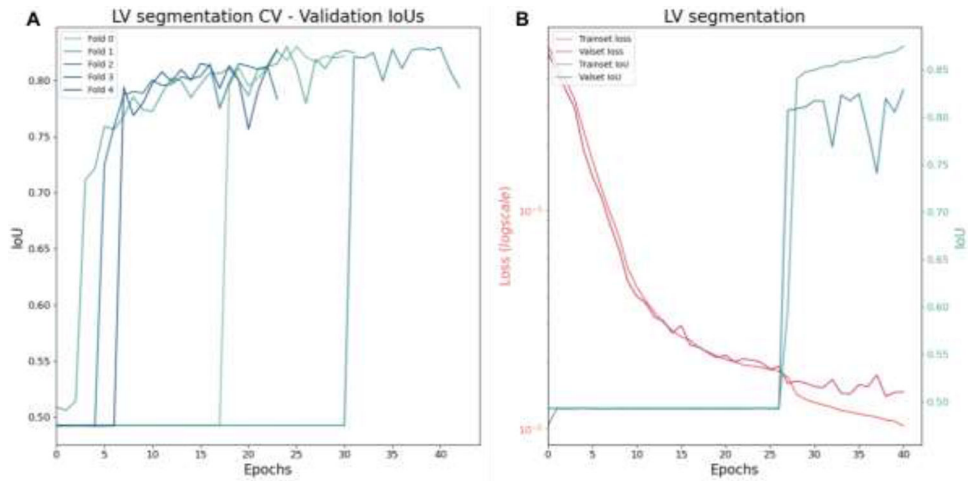 A
LV segmentation CV - Validation IoUs
Fold 0
Fold 1
Fold 2
Fold 3
Fold 4
0.80
0.75
0.70
0.65
0.60
0.55
0.50
IoU
0 5 10 15 20 25 30 35 40
Epochs
B
LV segmentation
Trainset loss
Valset loss
Trainset IoU
Valset IoU
Loss (logscale)
0.85
0.80
0.75
0.70
0.65
0.60
0.55
0.50
IoU
0 5 10 15 20 25 30 35 40
Epochs